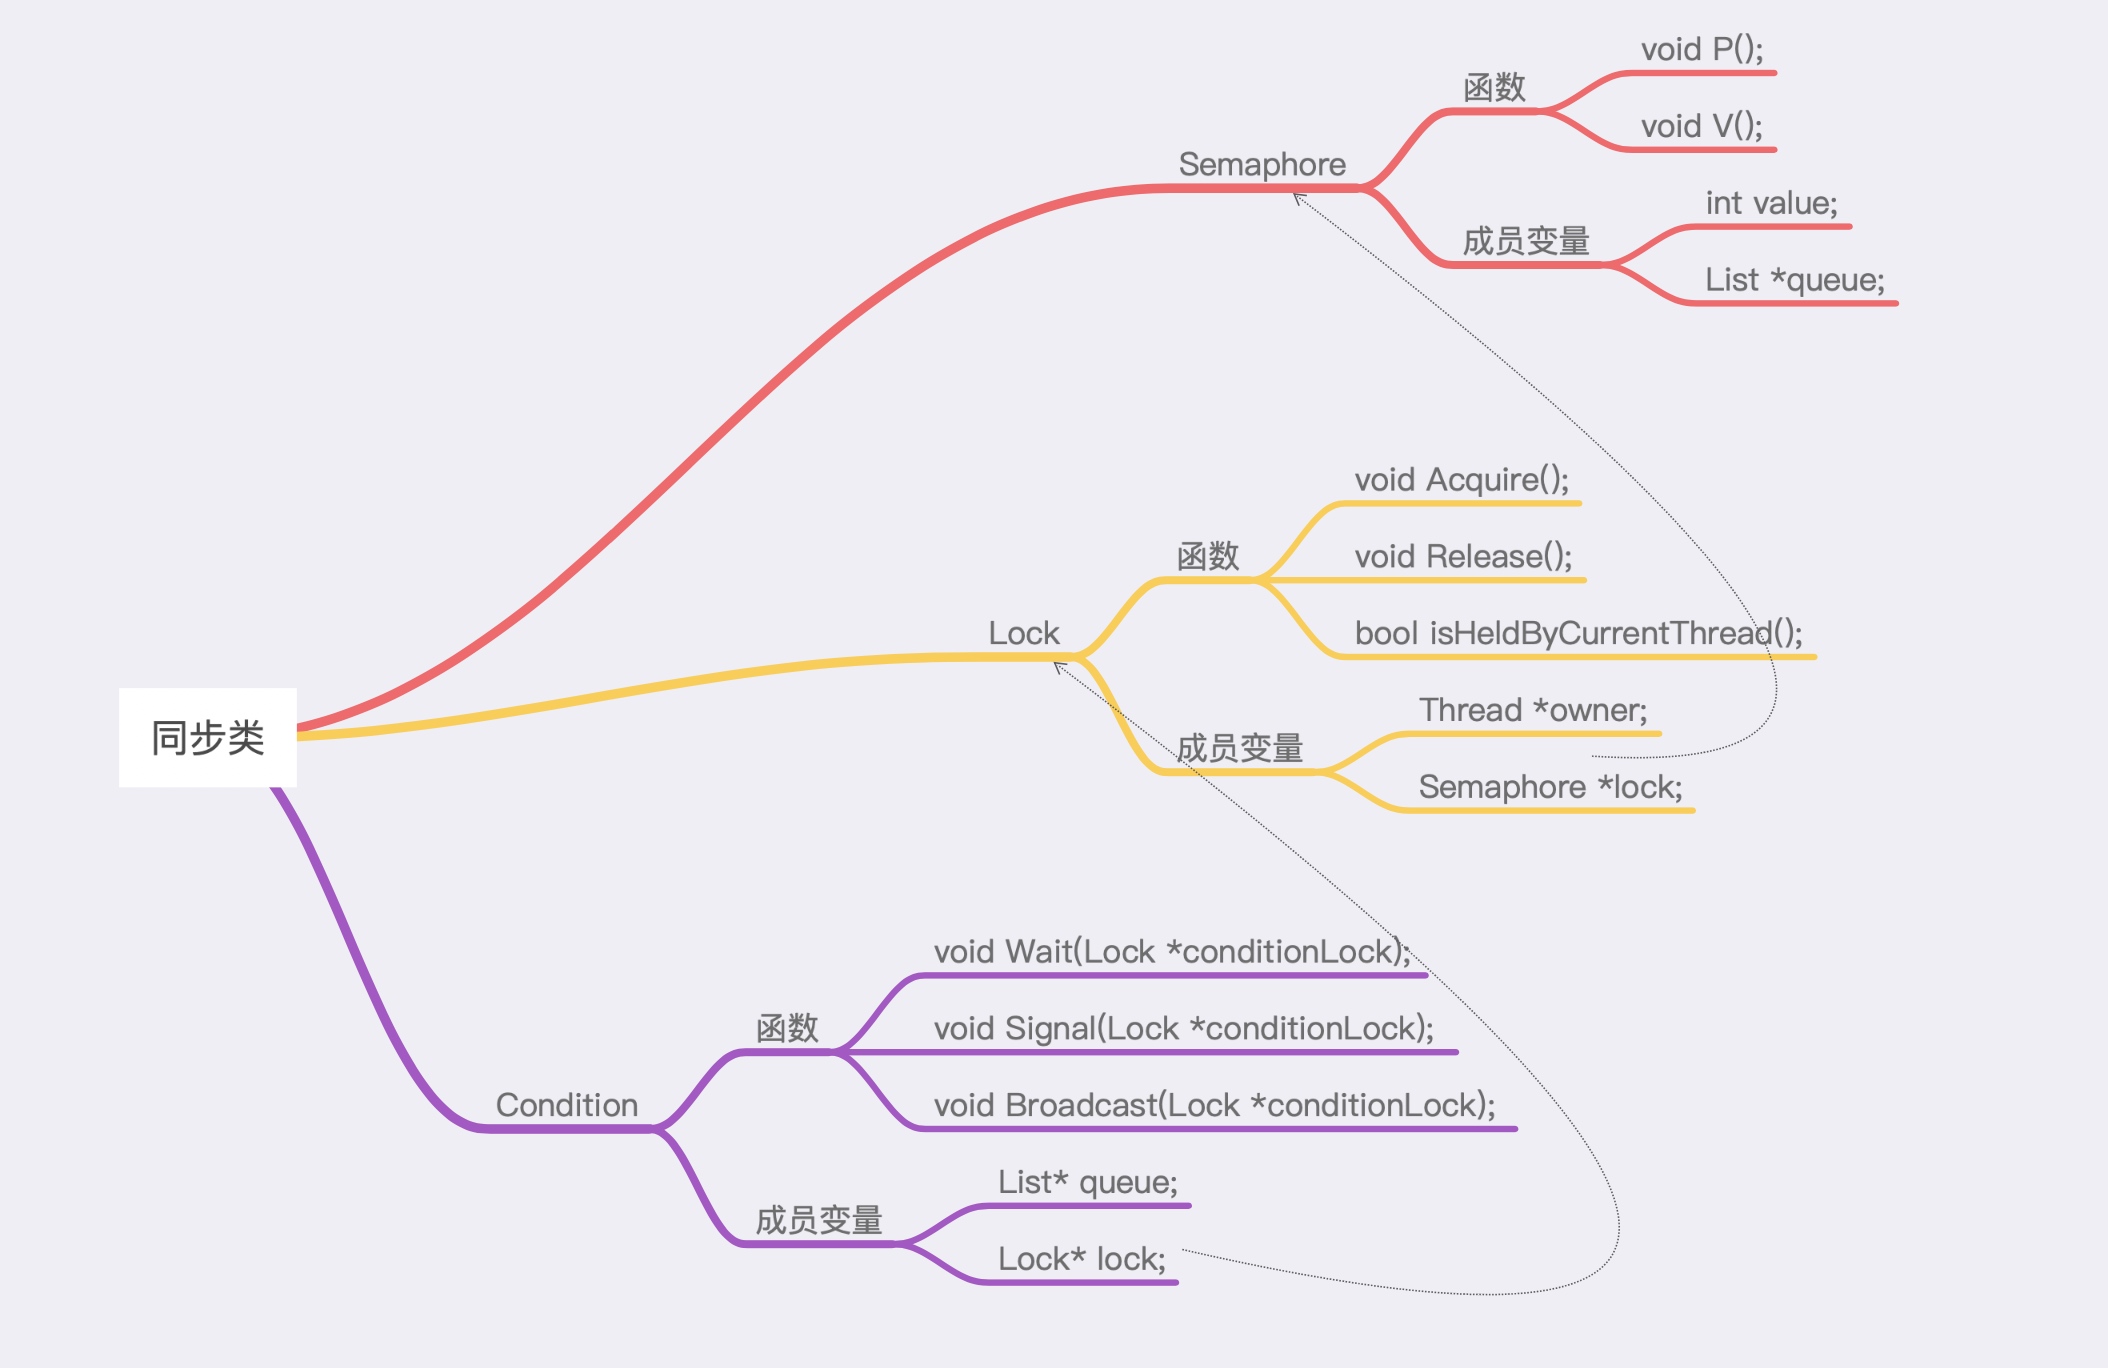 同步类
Semaphore
函数
void P();
void V();
成员变量
int value;
List *queue;
Lock
函数
void Acquire();
void Release();
bool isHeldByCurrentThread();
成员变量
Thread *owner;
Semaphore *lock;
Condition
函数
void Wait(Lock *conditionLock);
void Signal(Lock *conditionLock);
void Broadcast(Lock *conditionLock);
成员变量
List* queue;
Lock* lock;